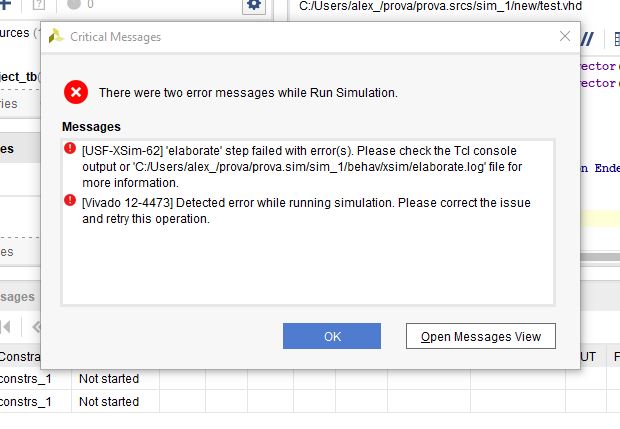 C:/Users/alex_/prova/prova.srcs/sim_1/new/test.vhd
0
ources (3)
Critical Messages
ector
oject_tb(
ector
ries
There were two error messages while Run Simulation.
es
Messages
[USF-XSim-62] 'elaborate' step failed with error(s). Please check the Tcl console
output or 'C:/Users/alex_/prova/prova.sim/sim_1/behav/xsim/elaborate.log' file for
more information.
n Ende
[Vivado 12-4473] Detected error while running simulation. Please correct the issue
and retry this operation.
es
sages
OK
Open Messages View
Constra
UT
F
constrs_1 Not started
constrs_1 Not started